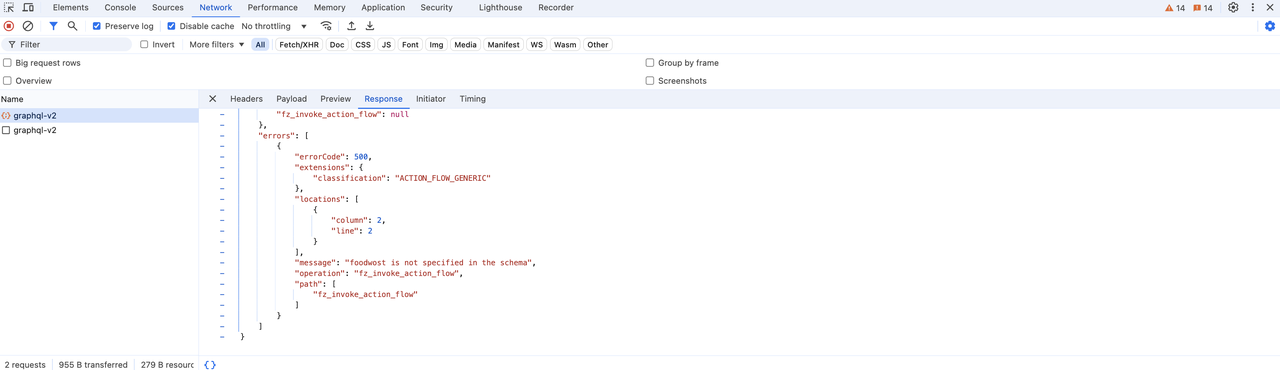 Elements Console Sources Network Performance Memory Application Security Lighthouse Recorder 14 14
Preserve log Disable cache No throttling
Filter Invert More filters All Fetch/XHR Doc CSS JS Font Img Media Manifest WS Wasm Other
Big request rows Group by frame
Overview Screenshots
Name Headers Payload Preview Response Initiator Timing
graphql-v2
graphql-v2
"fz_invoke_action_flow": null
},
"errors": [
{
"errorCode": 500,
"extensions": {
"classification": "ACTION_FLOW_GENERIC"
},
"locations": [
{
"column": 2,
"line": 2
}
],
"message": "foodwost is not specified in the schema",
"operation": "fz_invoke_action_flow",
"path": [
"fz_invoke_action_flow"
]
}
]
}
2 requests 955 B transferred 279 B resourc {}